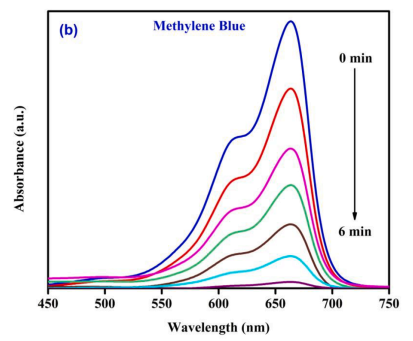 (b)
Methylene Blue
0 min
6 min
Absorbance (a.u.)
450 500 550 600 650 700 750
Wavelength (nm)